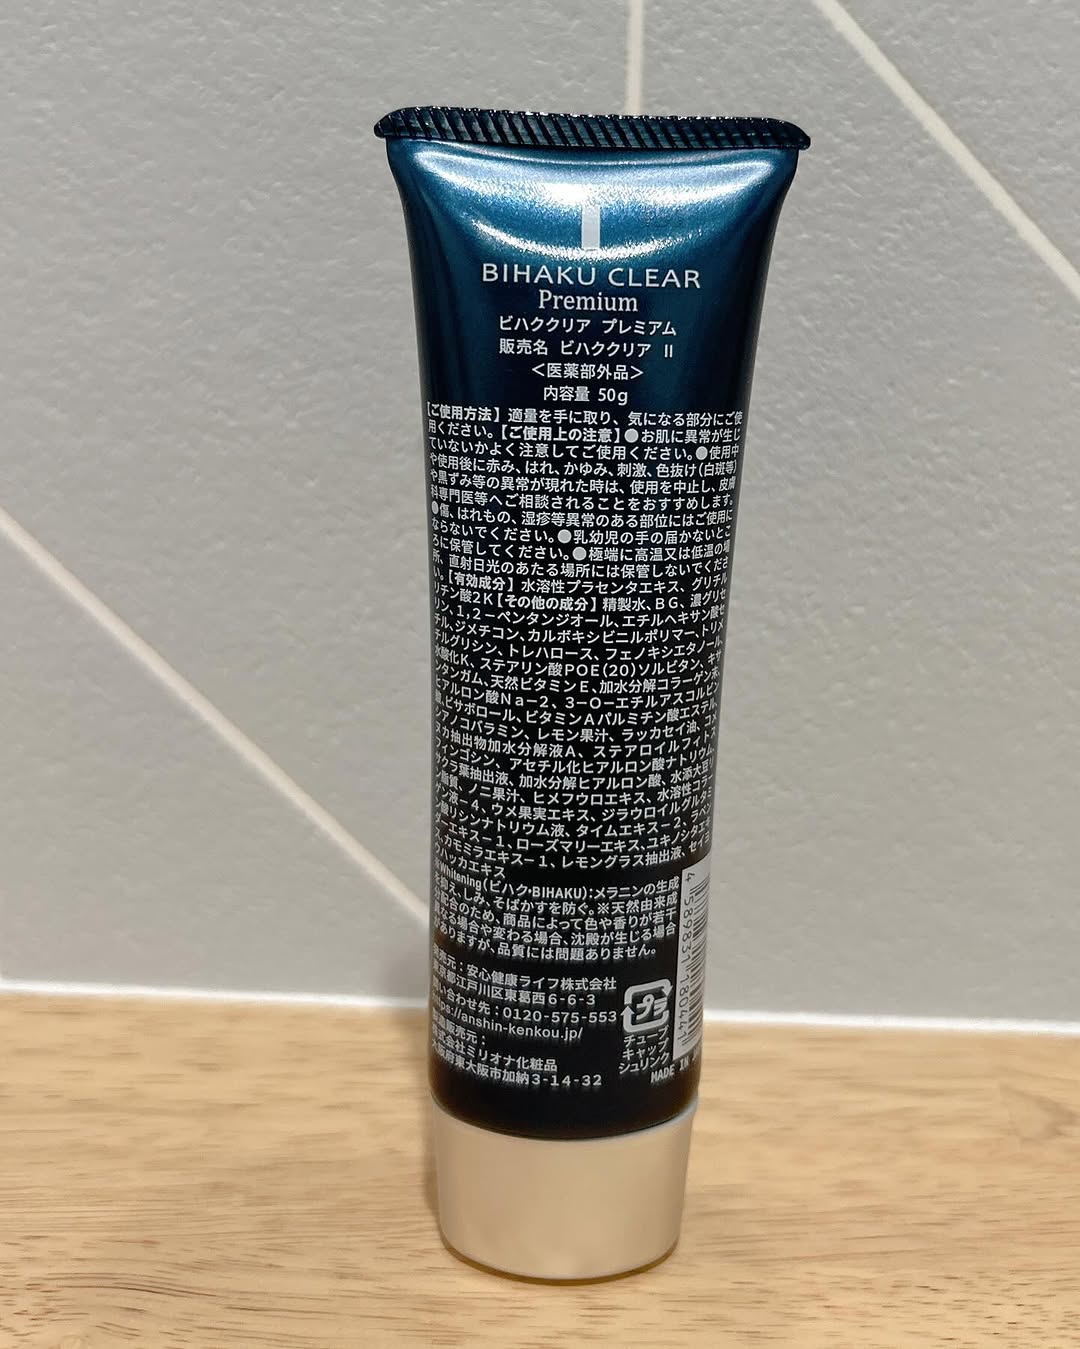 BIHAKU CLEAR
Premium
ビハククリア プレミアム
販売名 ビハククリア II
<医薬部外品>
内容量 50g
【ご使用方法】適量を手に取り、気になる部分にご使
用ください。【ご使用上の注意】●お肌に異常が生じ
ていないかよく注意してご使用ください。●使用中
や使用後に赤み、はれ、かゆみ、刺激、色抜け(白斑等)
や黒ずみ等の異常が現れた時は、使用を中止し、皮膚
科専門医等へご相談されることをおすすめします。
●傷、はれもの、湿疹等異常のある部位にはご使用に
ならないでください。●乳幼児の手の届かないとこ
ろに保管してください。●極端に高温又は低温の場
所、直射日光のあたる場所には保管しないでくださ
い。【有効成分】水溶性プラセンタエキス、グリチル
リチン酸2K【その他の成分】精製水、BG、濃グリセ
リン、1,2-ペンタンジオール、エチルヘキサン酸セ
チル、ジメチコン、カルボキシビニルポリマー、トリメ
チルグリシン、トレハロース、フェノキシエタノール、
水酸化K、ステアリン酸POE(20)ソルビタン、キサ
ンタンガム、天然ビタミンE、加水分解コラーゲン末、
ヒアルロン酸Na-2、3-O-エチルアスコルビン
酸、ビサボロール、ビタミンAパルミチン酸エステル、
シアノコバラミン、レモン果汁、ラッカセイ油、コメ
ヌカ抽出物加水分解液A、ステアロイルフィトス
フィンゴシン、アセチル化ヒアルロン酸ナトリウム、
サクラ葉抽出液、加水分解ヒアルロン酸、水添大豆リ
ン脂質、ノニ果汁、ヒメフウロエキス、水溶性コラー
ゲン液-4、ウメ果実エキス、ジラウロイルグルタミ
ン酸リシンナトリウム液、タイムエキス-2、ラベン
ダーエキス-1、ローズマリーエキス、ユキノシタエキ
ス、カモミラエキス-1、レモングラス抽出液、セイヨ
ウハッカエキス
※Whitening(ビハク・BIHAKU):メラニンの生成
を抑え、しみ、そばかすを防ぐ。※天然由来成
分配合のため、商品によって色や香りが若干
異なる場合や変わる場合、沈殿が生じる場合
がありますが、品質には問題ありません。
発売元:安心健康ライフ株式会社
東京都江戸川区東葛西6-6-3
問い合わせ先:0120-575-553
https://anshin-kenkou.jp/
製造販売元:
株式会社ミリオナ化粧品
大阪府東大阪市加納3-14-32
プラ
チューブ
キャップ
シュリンク
MADE IN